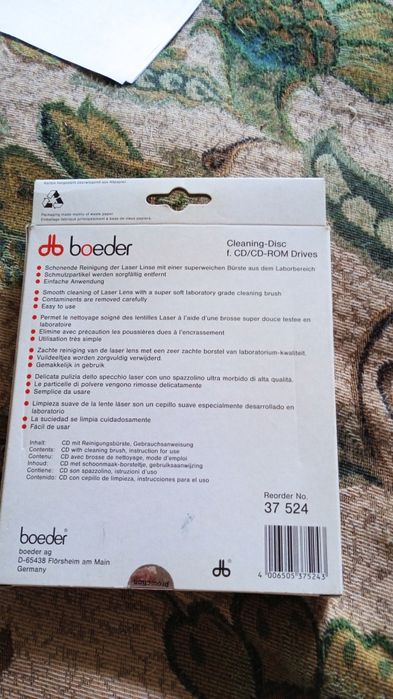 Karton hergestellt überwiegend aus Altpapier
Packaging made mainly of waste paper
Emballage fabriqué principalement à base de vieux papiers
boeder
Cleaning-Disc
f. CD/CD-ROM Drives
Schonende Reinigung der Laser Linse mit einer superweichen Bürste aus dem Laborbereich
Schmutzpartikel werden sorgfältig entfernt
Einfache Anwendung
Smooth cleaning of Laser Lens with a super soft laboratory grade cleaning brush
Contaminents are removed carefully
Easy to use
Permet le nettoyage soigné des lentilles Laser à l'aide d'une brosse super douce testee en
laboratoire
Elimine avec précaution les poussières dues à l'encrassement
Utilisation très simple
Zachte reiniging van de laser lens met een zeer zachte borstel van laboratorium-kwaliteit.
Vuildeeltjes worden zorgvuldig verwijderd.
Gemakkelijk in gebruik
Delicata pulizia dello specchio laser con uno spazzolino ultra morbido di alta qualità.
Le particelle di polvere vengono rimosse delicatamente
Semplice da usare
Limpieza suave de la lente láser son un cepillo suave especialmente desarrollado en
laboratorio
La suciedad se limpia cuidadosamente
Fácil de usar
Inhalt: CD mit Reinigungsbürste, Gebrauchsanweisung
Contents: CD with cleaning brush, instruction for use
Contenu: CD avec brosse de nettoyage, mode d'emploi
Inhoud: CD met schoonmaak-borsteltje, gebruiksaanwijzing
Contiene: CD son spazzolino, istruzioni d'uso
Contenido: CD con cepillo de limpieza, instrucciones para el uso
Reorder No.
37 524
boeder®
boeder ag
D-65438 Flörsheim am Main
Germany
4 006505 375243